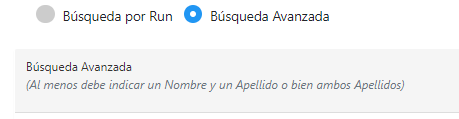 Búsqueda por Run Búsqueda Avanzada
Búsqueda Avanzada
(Al menos debe indicar un Nombre y un Apellido o bien ambos Apellidos)